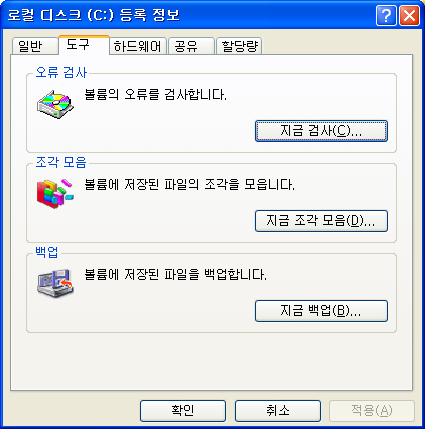 로컬 디스크 (C:) 등록 정보
일반 도구 하드웨어 공유 할당량
오류 검사
볼륨의 오류를 검사합니다.
지금 검사(C)...
조각 모음
볼륨에 저장된 파일의 조각을 모읍니다.
지금 조각 모음(D)...
백업
볼륨에 저장된 파일을 백업합니다.
지금 백업(B)...
확인 취소 적용(A)